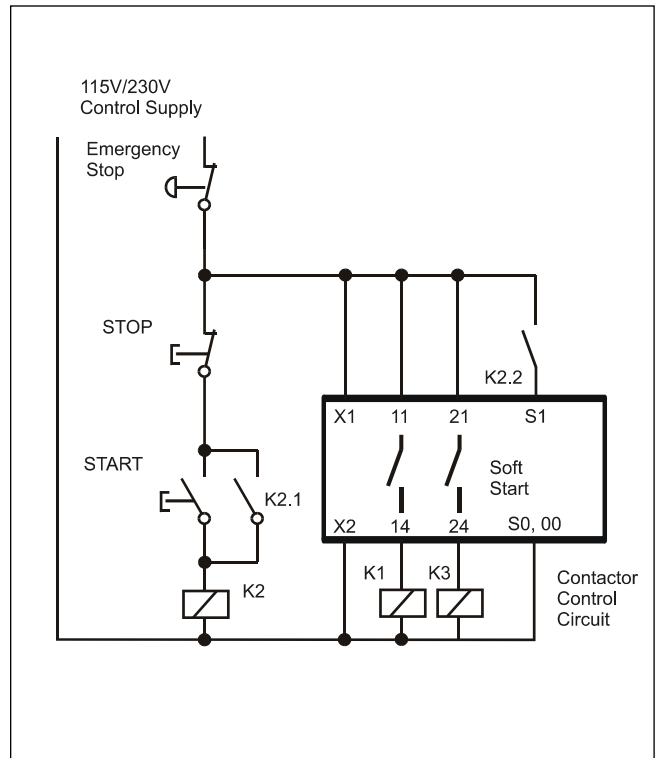 115V/230V
Control Supply
Emergency
Stop
STOP
K2.2
X1 11 21 S1
START
K2.1
Soft
Start
X2 14 24 S0, 00
K2
K1 K3
Contactor
Control
Circuit